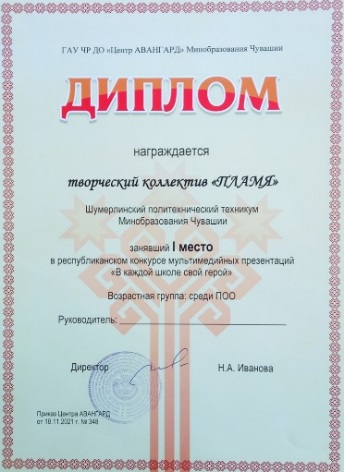 ГАУ ЧР ДО «Центр АВАНГАРД» Минобразования Чувашии
ДИПЛОМ
награждается
творческий коллектив «ПЛАМЯ»
Шумерлинский политехнический техникум
Минобразования Чувашии
занявший I место
в республиканском конкурсе мультимедийных презентаций
«В каждой школе свой герой»
Возрастная группа: среди ПОО
Руководитель:
Директор Н.А. Иванова
Приказ Центра АВАНГАРД
от 18.11.2021 г. № 348